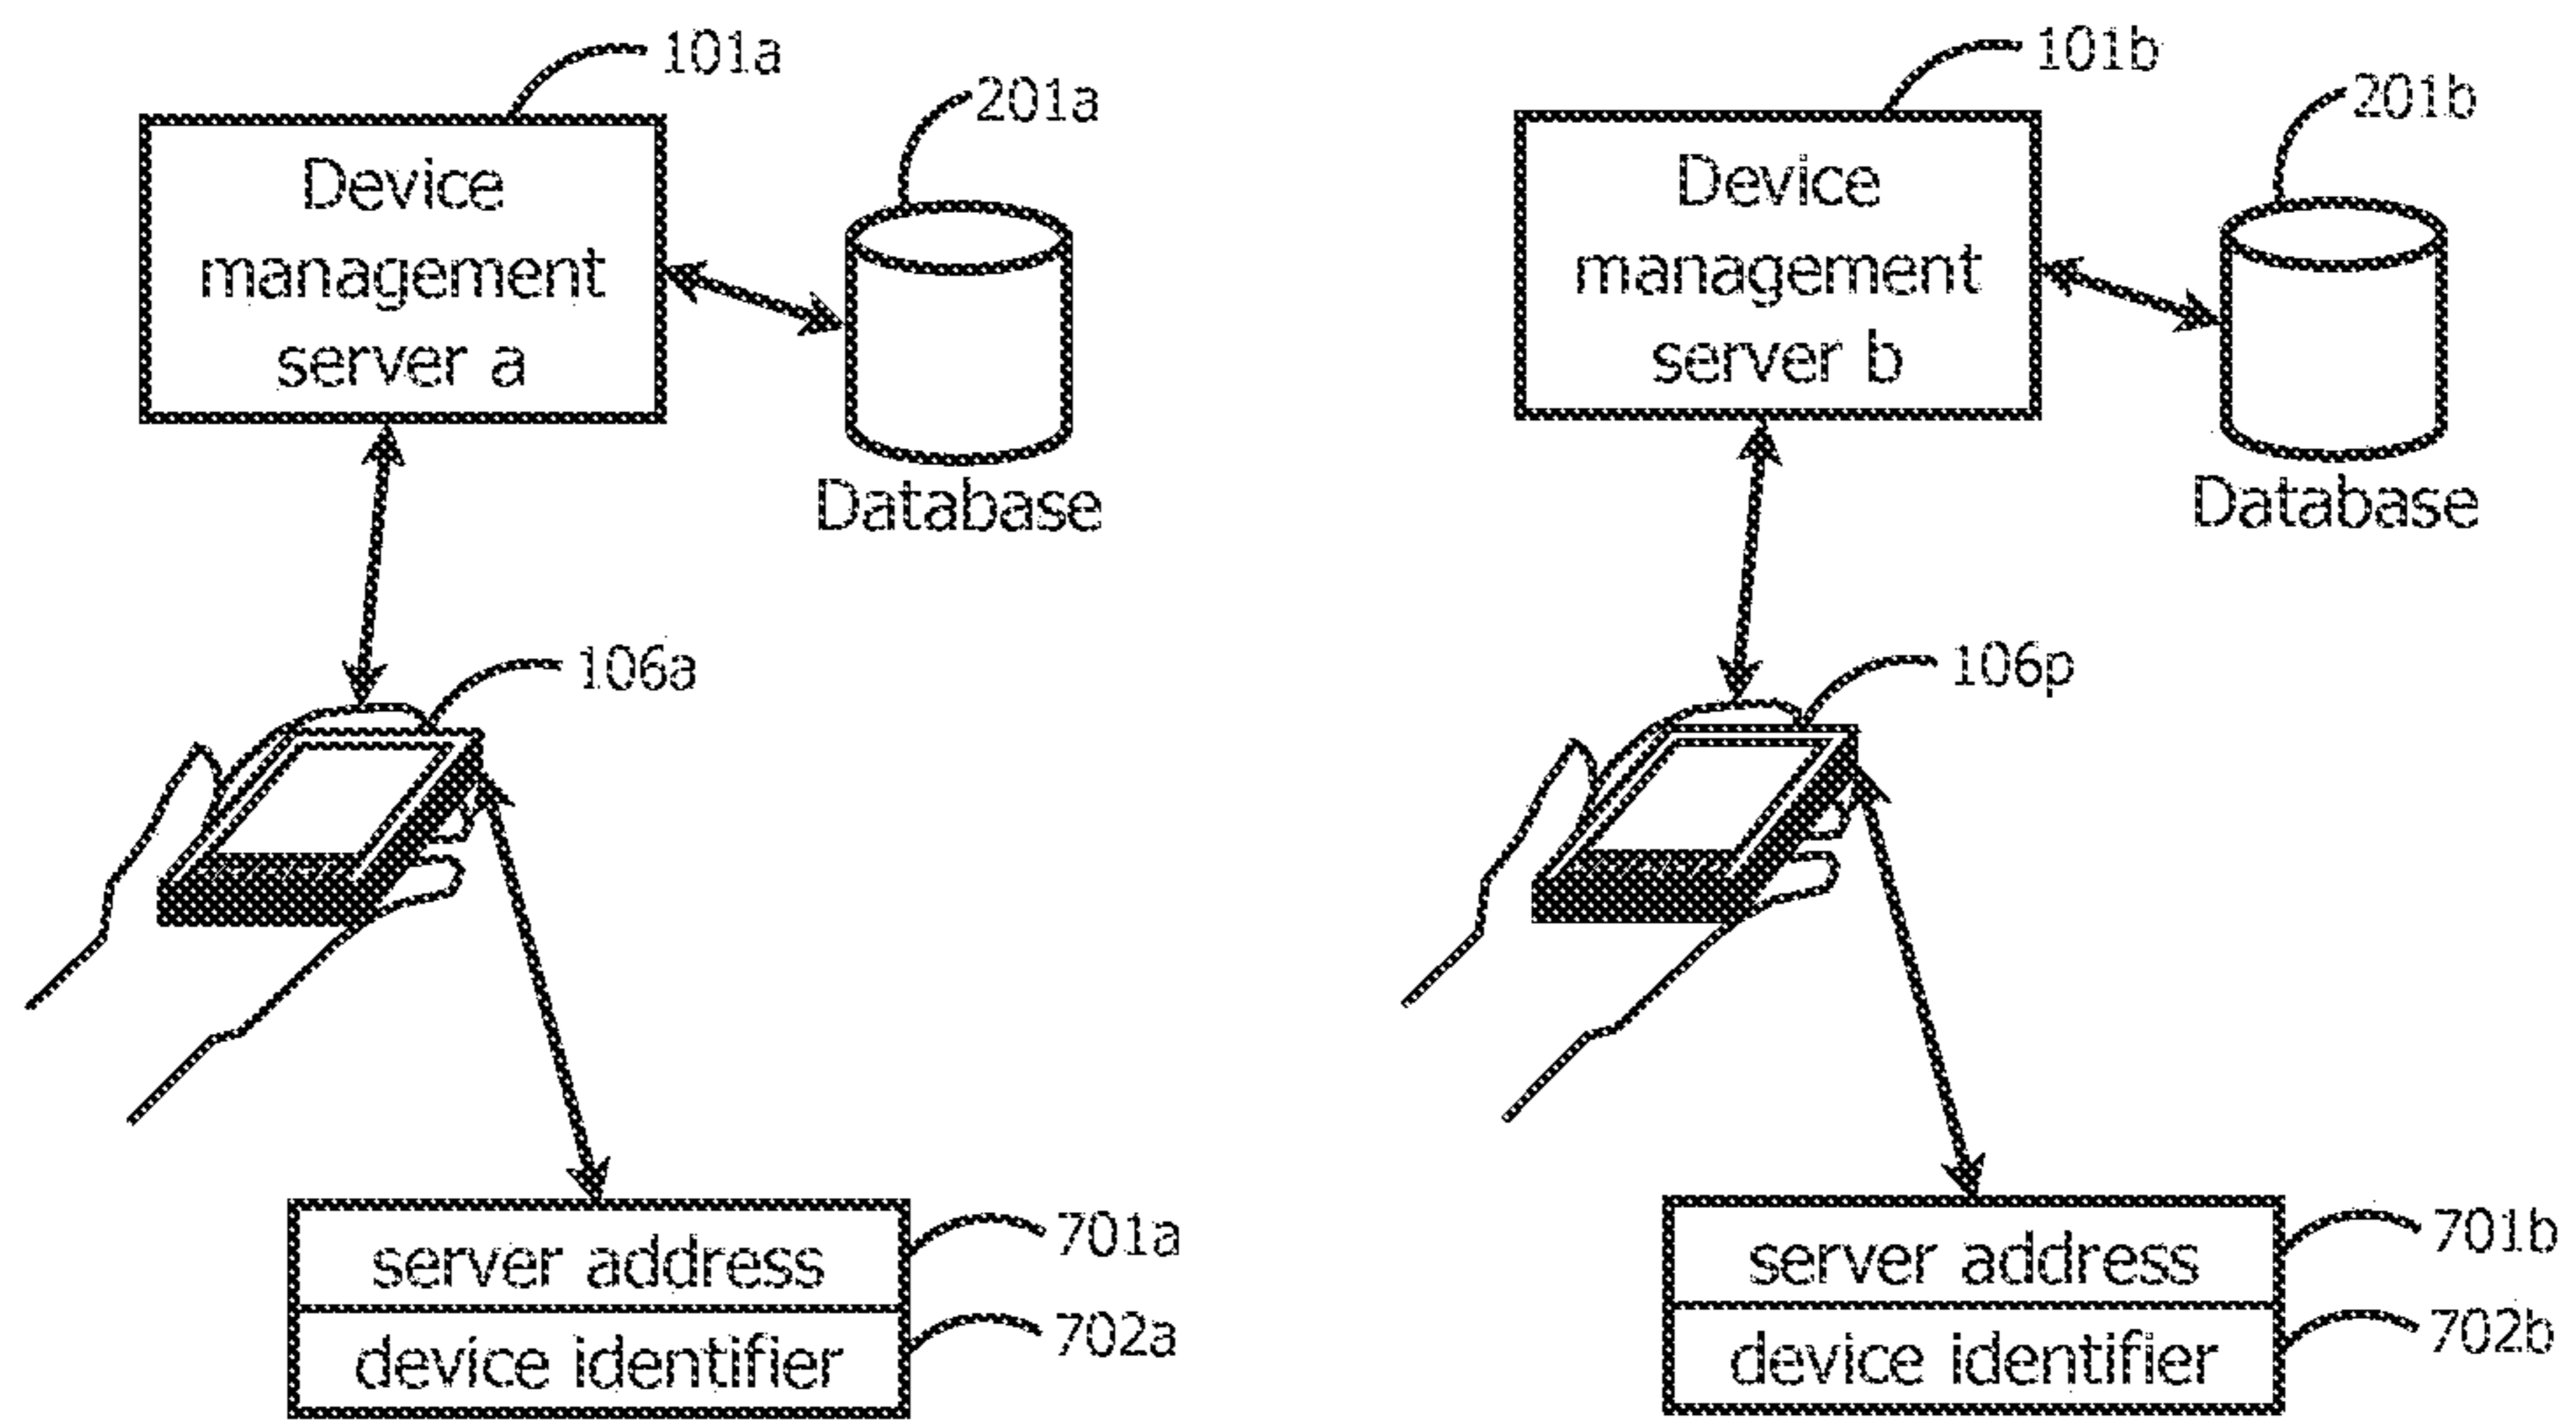 101a
201a
Device
management
server a
Database
106a
server address
701a
device identifier
702a
101b
201b
Device
management
server b
Database
106p
server address
701b
device identifier
702b